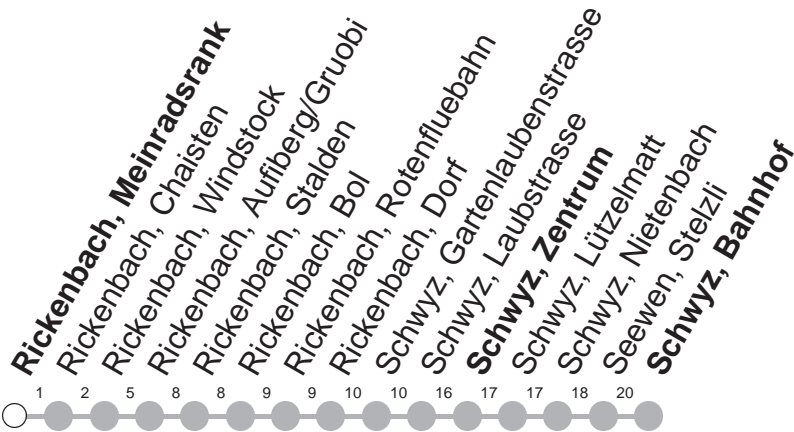 Rickenbach, Meinradsrank
Rickenbach, Chaisten
Rickenbach, Windstock
Rickenbach, Aufiberg/Gruobi
Rickenbach, Stalden
Rickenbach, Bol
Rickenbach, Rotenfluebahn
Rickenbach, Dorf
Schwyz, Gartenlaubenstrasse
Schwyz, Laubstrasse
Schwyz, Zentrum
Schwyz, Lützelmatt
Schwyz, Nietenbach
Seewen, Stelzli
Schwyz, Bahnhof
1 2 5 8 8 9 9 10 10 16 17 17 18 20